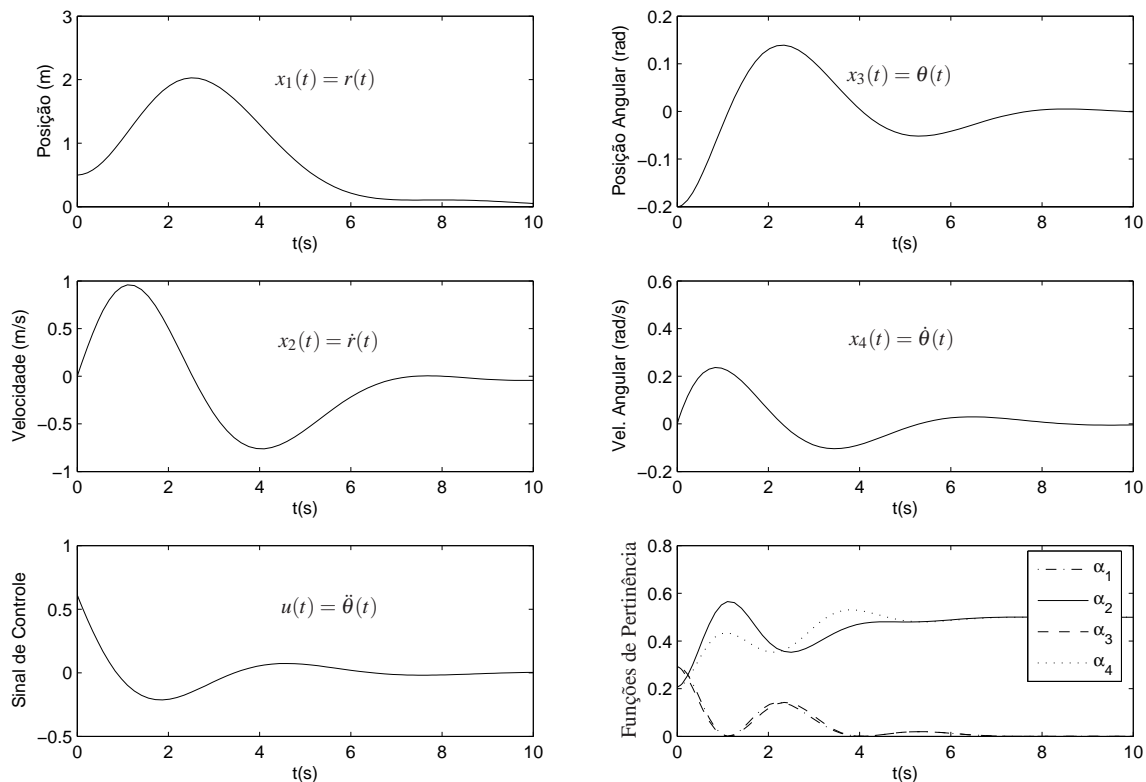 3
2
1
0
Posição (m)
x₁(t) = r(t)
0 2 4 6 8 10
t(s)
0.2
0.1
0
−0.1
−0.2
Posição Angular (rad)
x₃(t) = θ(t)
0 2 4 6 8 10
t(s)
1
0.5
0
−0.5
−1
Velocidade (m/s)
x₂(t) = ṙ(t)
0 2 4 6 8 10
t(s)
0.6
0.4
0.2
0
−0.2
Vel. Angular (rad/s)
x₄(t) = θ̇(t)
0 2 4 6 8 10
t(s)
1
0.5
0
−0.5
Sinal de Controle
u(t) = θ̈(t)
0 2 4 6 8 10
t(s)
0.8
0.6
0.4
0.2
0
Funções de Pertinência
α₁
α₂
α₃
α₄
0 2 4 6 8 10
t(s)